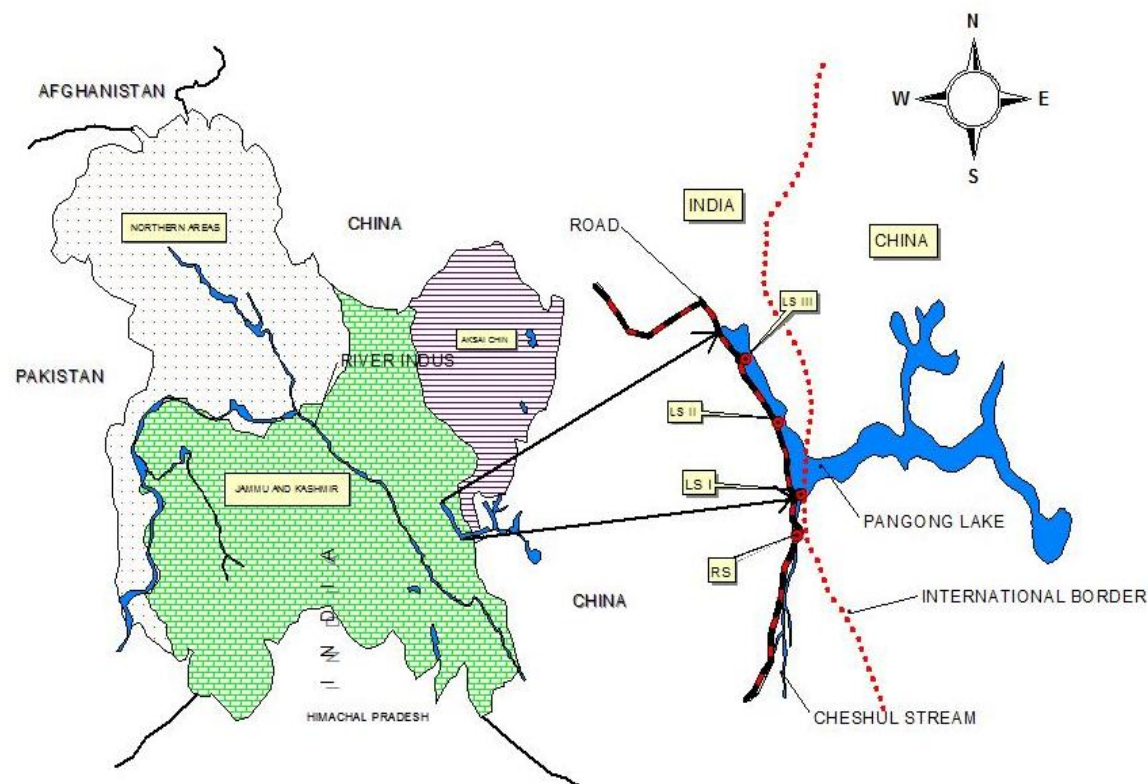 AFGHANISTAN
NORTHERN AREAS
CHINA
PAKISTAN
RIVER INDUS
AKSAI CHIN
JAMMU AND KASHMIR
INDIA
CHINA
HIMACHAL PRADESH
N
W
E
S
INDIA
ROAD
CHINA
LS III
LS II
LS I
PANGONG LAKE
RS
INTERNATIONAL BORDER
CHESHUL STREAM